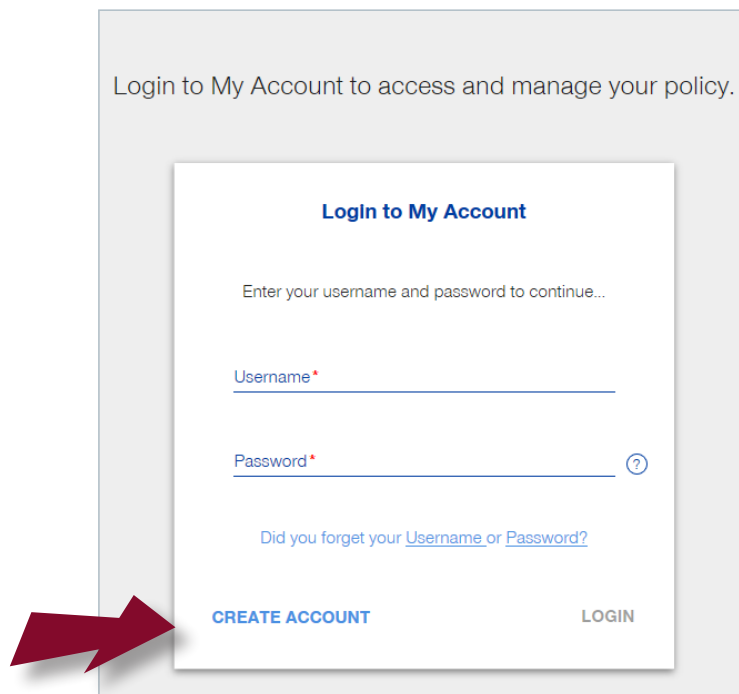 Login to My Account to access and manage your policy.
Login to My Account
Enter your username and password to continue...
Username*
Password*
?
Did you forget your Username or Password?
CREATE ACCOUNT
LOGIN